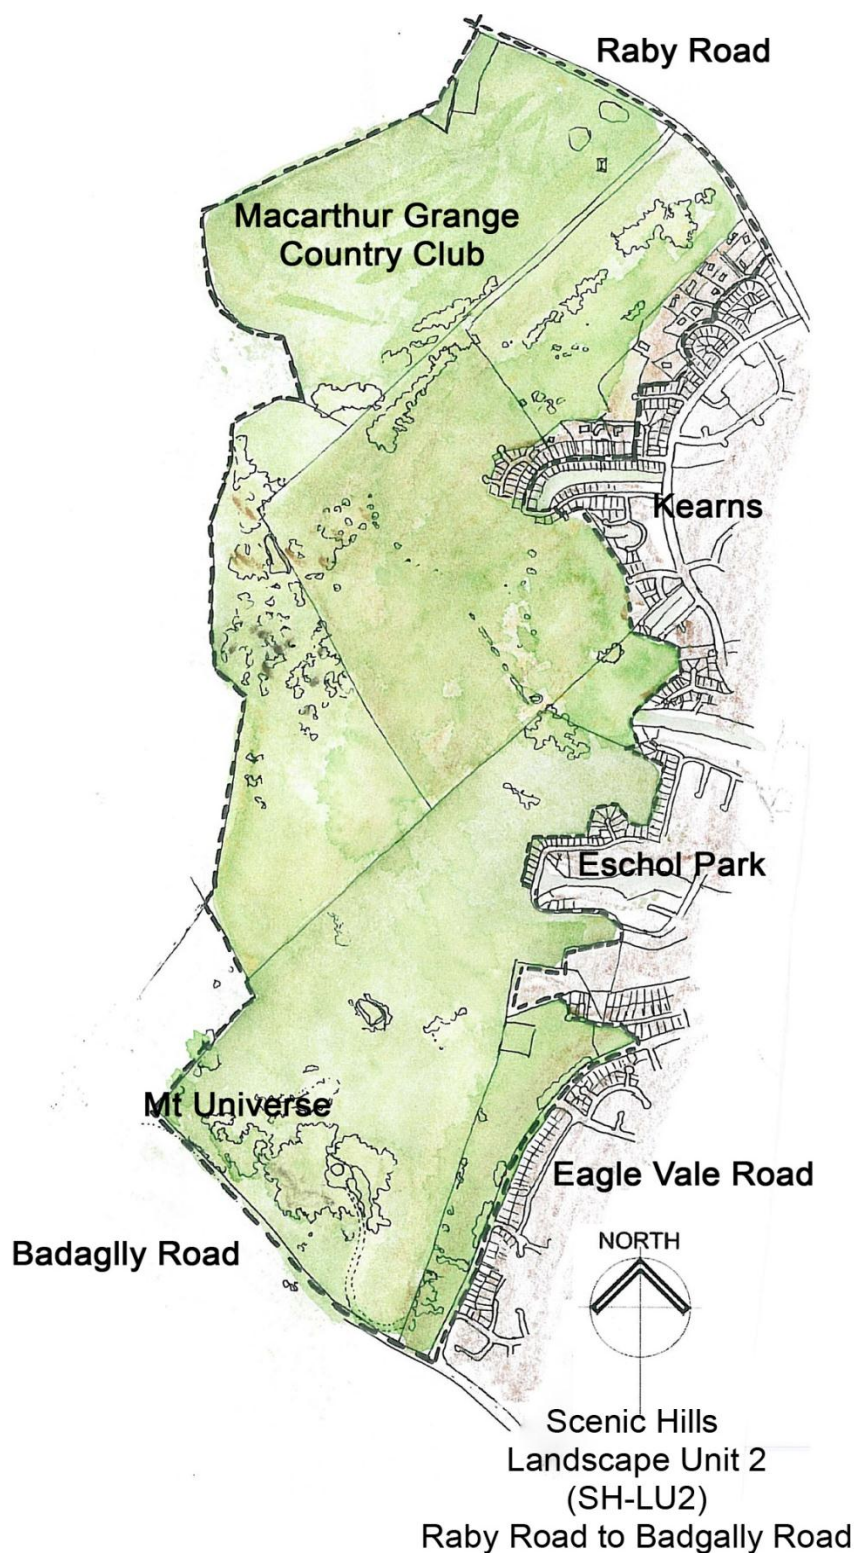 Raby Road
Macarthur Grange
Country Club
Kearns
Eschol Park
Mt Universe
Eagle Vale Road
Badaglly Road
NORTH
Scenic Hills
Landscape Unit 2
(SH-LU2)
Raby Road to Badgally Road